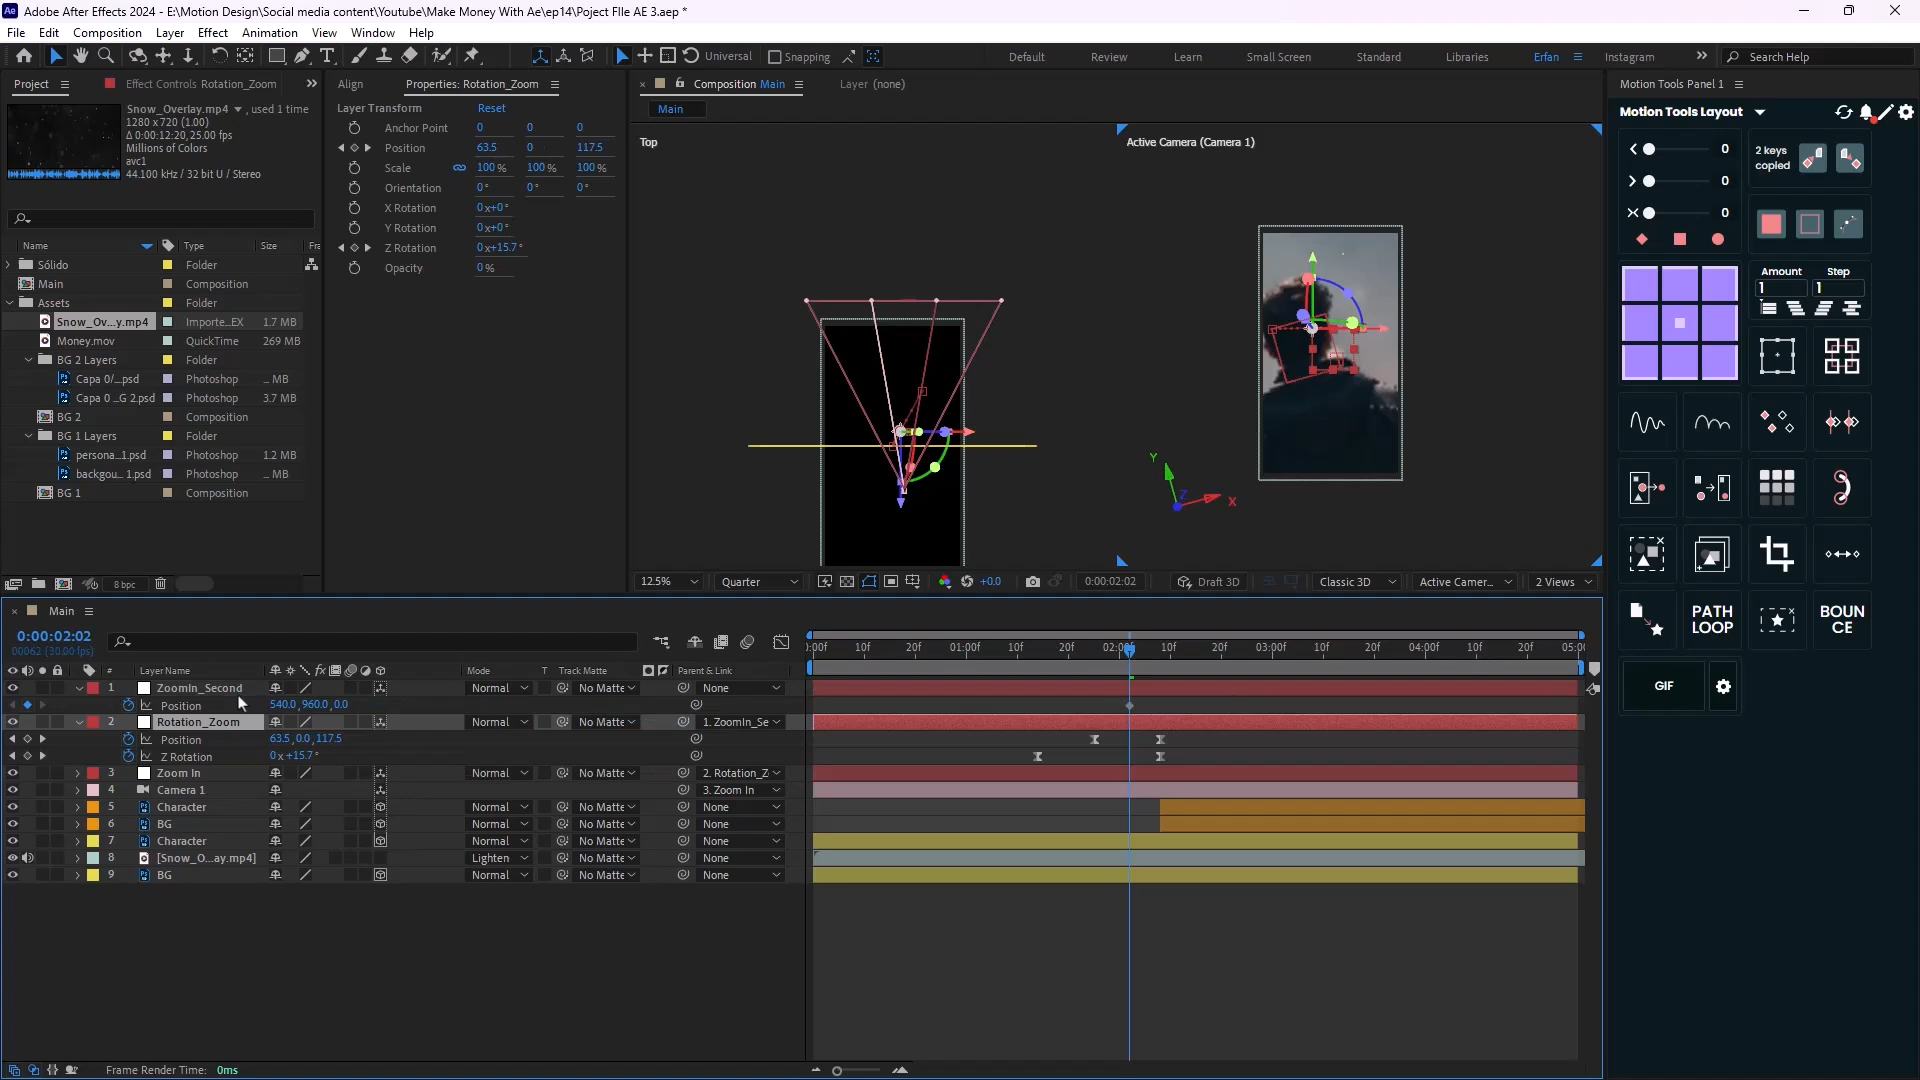 Adobe After Effects 2024 - E:\Motion Design\Social media content\Youtube\Make Money With Ae\ep14\Poject FIle AE 3.aep *
File Edit Composition Layer Effect Animation View Window Help
Universal Snapping Default Review Learn Small Screen Standard Libraries Erfan Instagram Search Help
Project Effect Controls Rotation_Zoom
Snow_Overlay.mp4 , used 1 time
1280 x 720 (1.00)
Δ 0:00:12:20, 25.00 fps
Millions of Colors
avc1
44.100 kHz / 32 bit U / Stereo
Name Type Size Fra
Sólido Folder
Main Composition
Assets Folder
Snow_Ov...y.mp4 Importe...EX 1.7 MB
Money.mov QuickTime 269 MB
BG 2 Layers Folder
Capa 0/_.psd Photoshop ... MB
Capa 0 ..G 2.psd Photoshop 3.7 MB
BG 2 Composition
BG 1 Layers Folder
persona...1.psd Photoshop 1.2 MB
backgou... 1.psd Photoshop ... MB
BG 1 Composition
8 bpc
Align Properties: Rotation_Zoom
Layer Transform Reset
Anchor Point 0 0 0
Position 63.5 0 117.5
Scale 100 % 100 % 100 %
Orientation 0° 0° 0°
X Rotation 0x+0°
Y Rotation 0x+0°
Z Rotation 0x+15.7°
Opacity 0 %
Composition Main Layer (none)
Main
Top
Active Camera (Camera 1)
Y
Z
X
12.5% Quarter +0.0 0:00:02:02 Draft 3D Classic 3D Active Camer... 2 Views
Motion Tools Panel 1
Motion Tools Layout
0
0
0
2 keys
copied
Amount Step
1 1
PATH
LOOP
BOUN
CE
GIF
Main
0:00:02:02
00062 (30.00 fps)
:00f 10f 20f 01:00f 10f 20f 02:00f 10f 20f 03:00f 10f 20f 04:00f 10f 20f 05:0
# Layer Name Mode T Track Matte Parent & Link
1 ZoomIn_Second Normal No Matte None
Position 540.0,960.0,0.0
2 Rotation_Zoom Normal No Matte 1. ZoomIn_Se
Position 63.5,0.0,117.5
Z Rotation 0x+15.7°
3 Zoom In Normal No Matte 2. Rotation_Z
4 Camera 1 3. Zoom In
5 Character Normal No Matte None
6 BG Normal No Matte None
7 Character Normal No Matte None
8 [Snow_O...ay.mp4] Lighten No Matte None
9 BG Normal No Matte None
Frame Render Time: 0ms